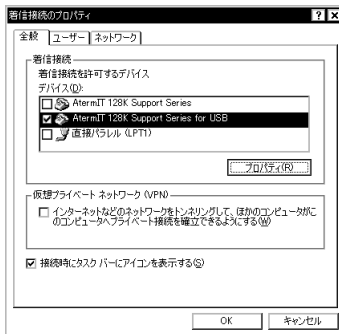 着信接続のプロパティ
全般 ユーザー ネットワーク
着信接続
着信接続を許可するデバイス
デバイス(D):
AtermIT 128K Support Series
AtermIT 128K Support Series for USB
直接パラレル (LPT1)
プロパティ(R)
仮想プライベート ネットワーク (VPN)
インターネットなどのネットワークをトンネリングして、ほかのコンピュータがこ
のコンピュータへプライベート接続を確立できるようにする(W)
接続時にタスク バーにアイコンを表示する(S)
OK キャンセル